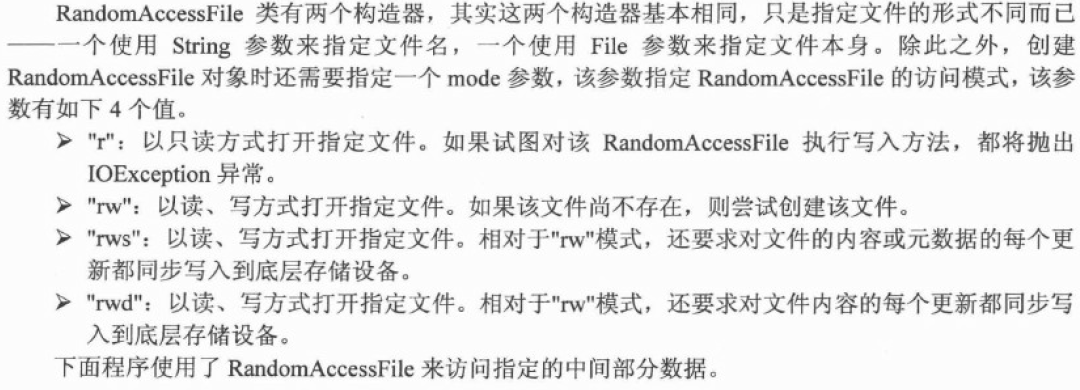 RandomAccessFile 类有两个构造器，其实这两个构造器基本相同，只是指定文件的形式不同而已
——一个使用 String 参数来指定文件名，一个使用 File 参数来指定文件本身。除此之外，创建
RandomAccessFile 对象时还需要指定一个 mode 参数，该参数指定 RandomAccessFile 的访问模式，该参
数有如下 4 个值。
➢ "r"：以只读方式打开指定文件。如果试图对该 RandomAccessFile 执行写入方法，都将抛出
IOException 异常。
➢ "rw"：以读、写方式打开指定文件。如果该文件尚不存在，则尝试创建该文件。
➢ "rws"：以读、写方式打开指定文件。相对于"rw"模式，还要求对文件的内容或元数据的每个更
新都同步写入到底层存储设备。
➢ "rwd"：以读、写方式打开指定文件。相对于"rw"模式，还要求对文件内容的每个更新都同步写
入到底层存储设备。
下面程序使用了 RandomAccessFile 来访问指定的中间部分数据。